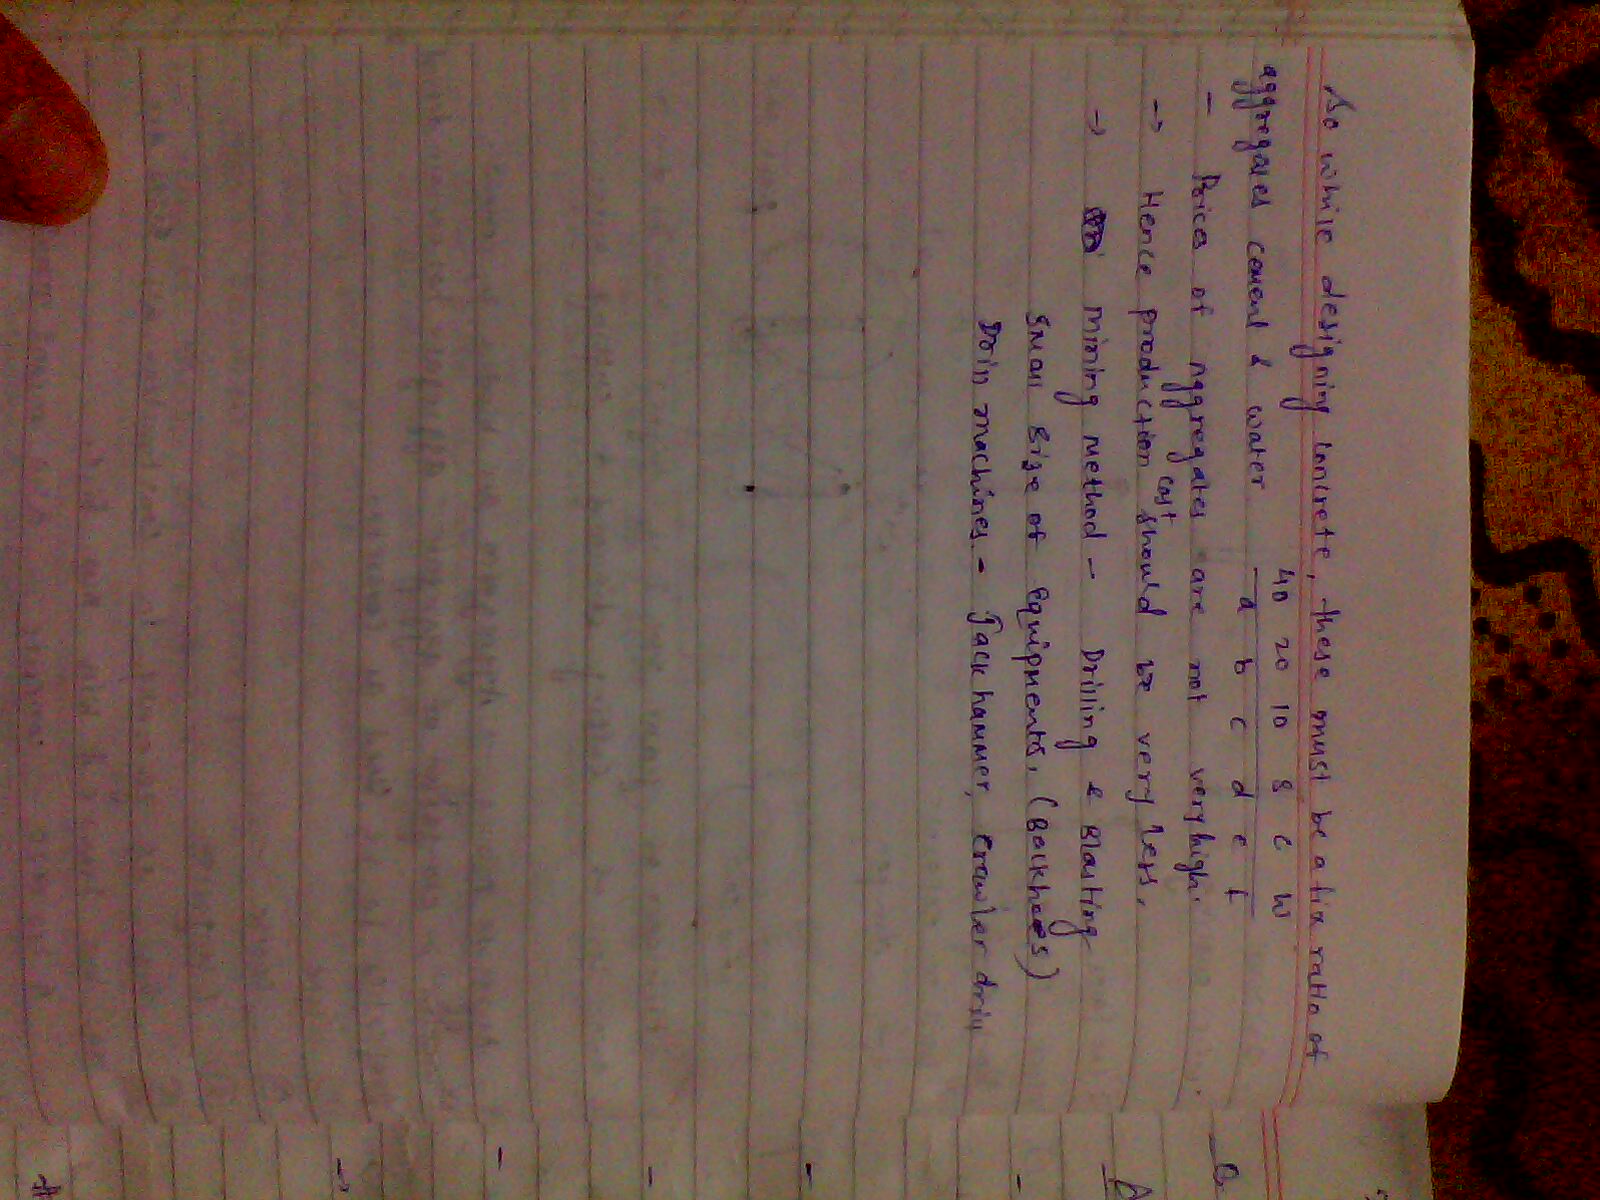 So while designing concrete, these must be a fix ratio of
40 20 10 8 c w
aggregates cement & water a b c d e f
- Prices of Aggregates are not very high.
→ Hence production cost should be very less.
→ mining method - Drilling & Blasting
Small size of equipments, (Backhoes)
Drill machines - Jack hammer, crawler drill